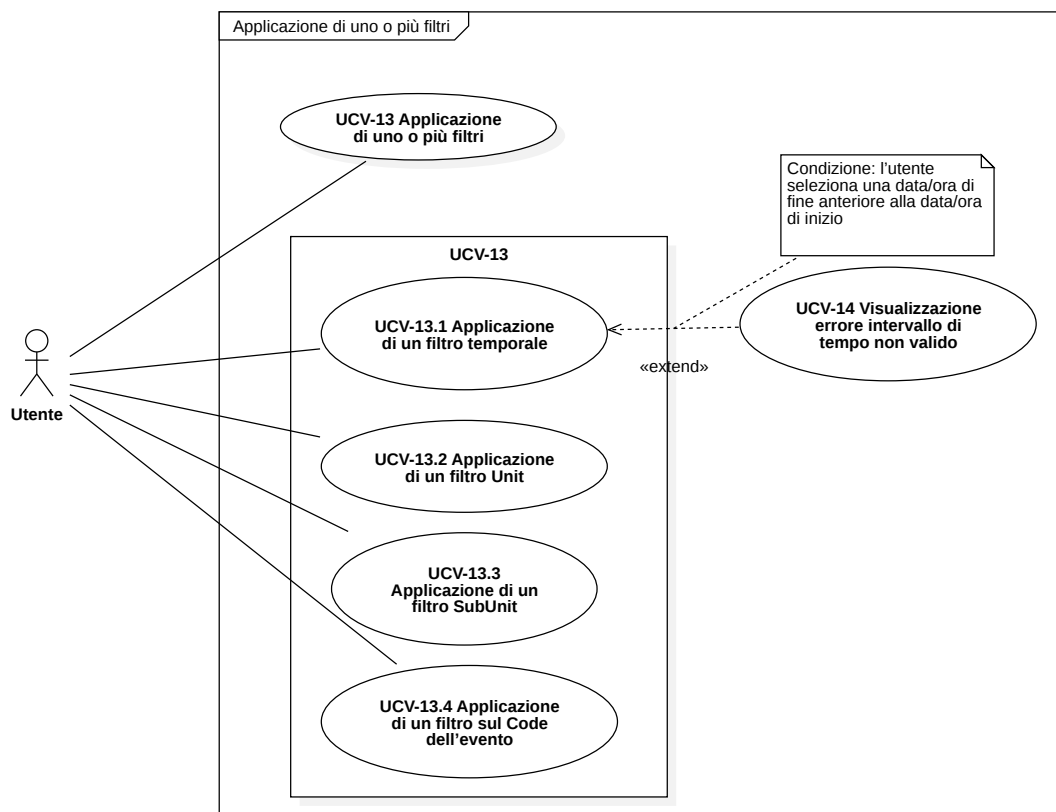 Applicazione di uno o più filtri
UCV-13 Applicazione
di uno o più filtri
Condizione: l'utente
seleziona una data/ora di
fine anteriore alla data/ora
di inizio
UCV-13
UCV-13.1 Applicazione
di un filtro temporale
UCV-14 Visualizzazione
errore intervallo di
tempo non valido
«extend»
Utente
UCV-13.2 Applicazione
di un filtro Unit
UCV-13.3
Applicazione di un
filtro SubUnit
UCV-13.4 Applicazione
di un filtro sul Code
dell'evento